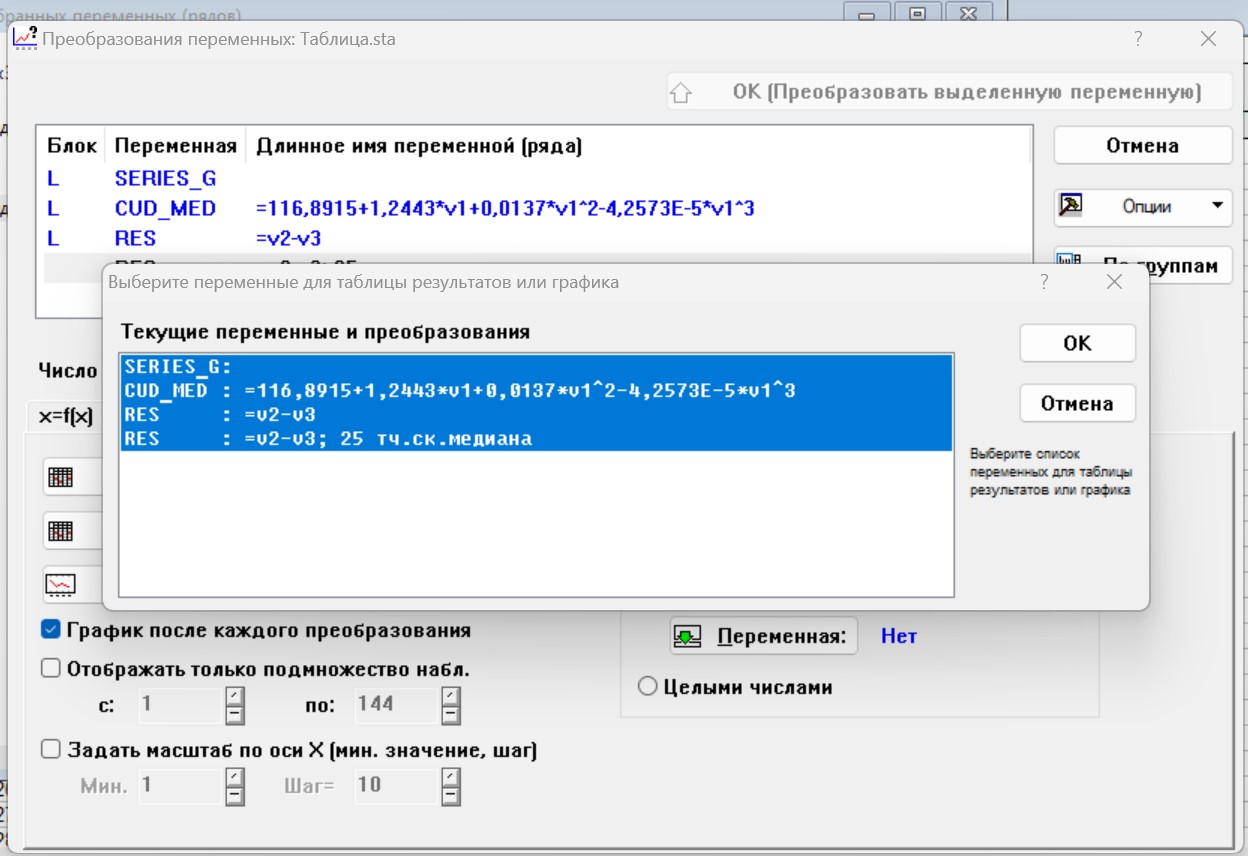 бранных переменных (рядов)
Преобразования переменных: Таблица.sta
?
OK (Преобразовать выделенную переменную)
Блок Переменная Длинное имя переменной (ряда)
L SERIES_G
L CUD_MED =116,8915+1,2443*v1+0,0137*v1^2-4,2573E-5*v1^3
L RES =v2-v3
Отмена
Опции
По группам
Выберите переменные для таблицы результатов или графика
?
Текущие переменные и преобразования
SERIES_G:
CUD_MED : =116,8915+1,2443*v1+0,0137*v1^2-4,2573E-5*v1^3
RES : =v2-v3
RES : =v2-v3; 25 тч.ск.медиана
OK
Отмена
Выберите список
переменных для таблицы
результатов или графика
Число
x=f(x)
График после каждого преобразования
Отображать только подмножество набл.
с: 1 по: 144
Задать масштаб по оси X (мин. значение, шаг)
Мин. 1 Шаг= 10
Переменная: Нет
Целыми числами